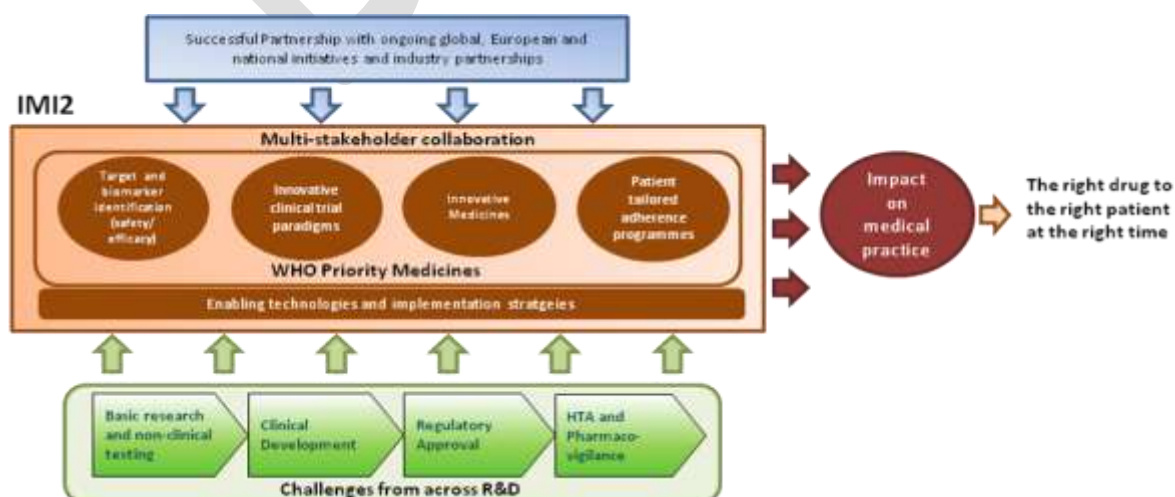 Successful Partnership with ongoing global, European and
national initiatives and industry partnerships
IMI2
Multi-stakeholder collaboration
Target and
biomarker
identification
(safety/
efficacy)
Innovative
clinical trial
paradigms
Innovative
Medicines
Patient
tailored
adherence
programmes
WHO Priority Medicines
Enabling technologies and implementation stratgeies
Impact
on
medical
practice
The right drug to
the right patient
at the right time
Basic research
and non-clinical
testing
Clinical
Development
Regulatory
Approval
HTA and
Pharmaco-
vigilance
Challenges from across R&D